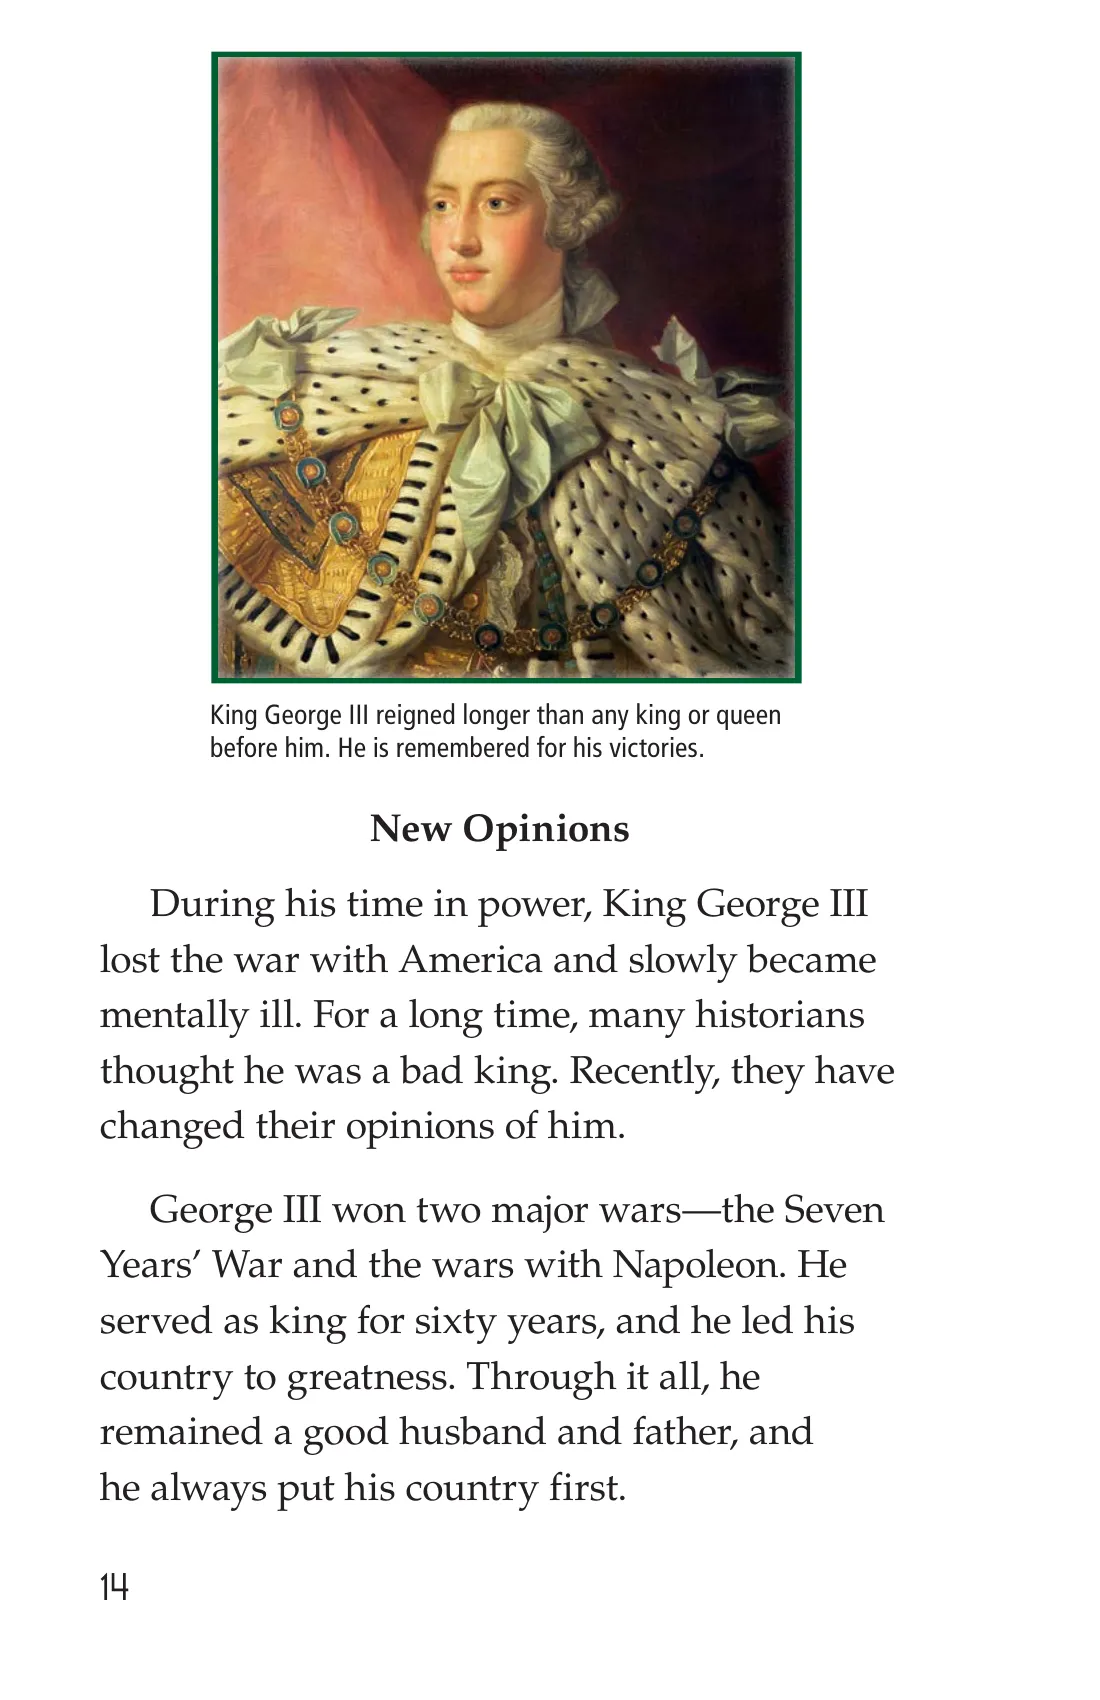 King George III reigned longer than any king or queen
before him. He is remembered for his victories.
New Opinions
During his time in power, King George III
lost the war with America and slowly became
mentally ill. For a long time, many historians
thought he was a bad king. Recently, they have
changed their opinions of him.
George III won two major wars—the Seven
Years’ War and the wars with Napoleon. He
served as king for sixty years, and he led his
country to greatness. Through it all, he
remained a good husband and father, and
he always put his country first.
14